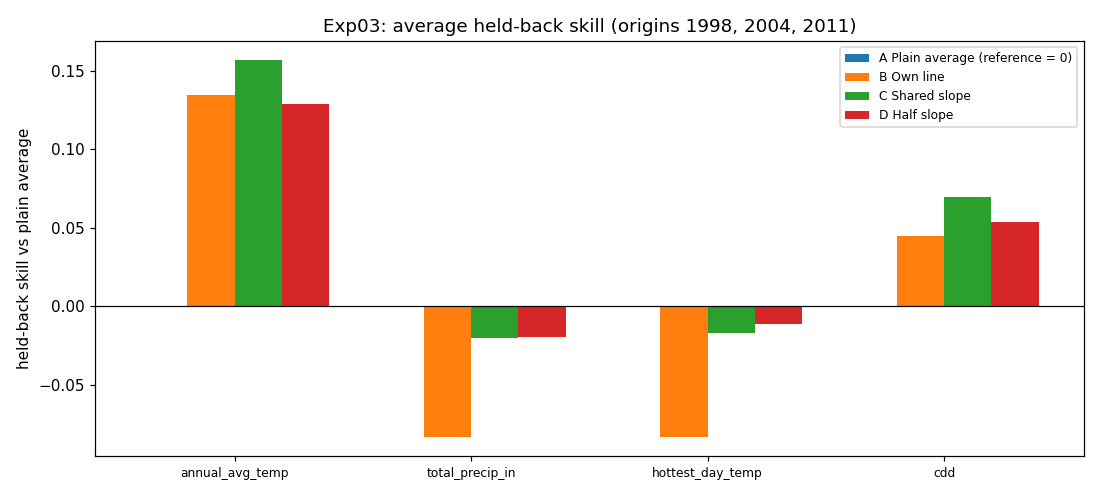 Exp03: average held-back skill (origins 1998, 2004, 2011)
held-back skill vs plain average
0.15
0.10
0.05
0.00
−0.05
A Plain average (reference = 0)
B Own line
C Shared slope
D Half slope
annual_avg_temp
total_precip_in
hottest_day_temp
cdd